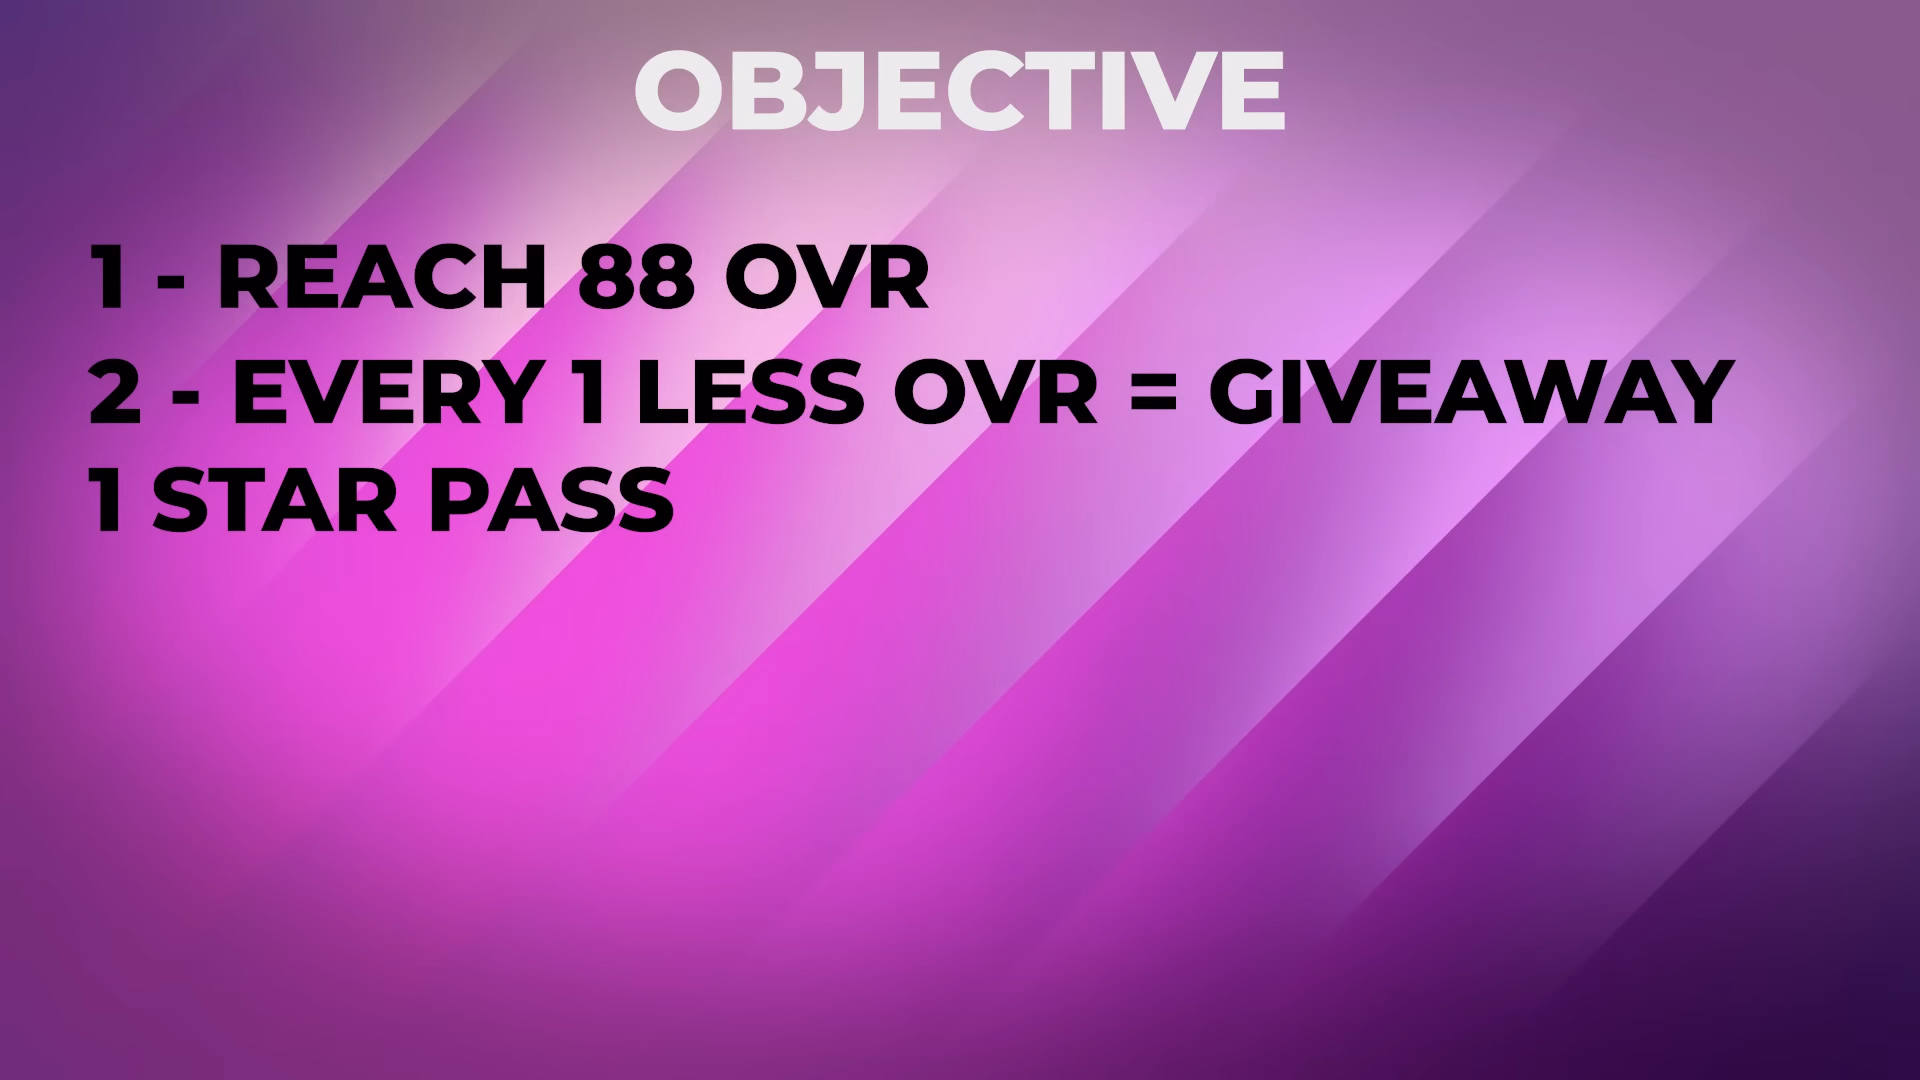 OBJECTIVE
1 - REACH 88 OVR
2 - EVERY 1 LESS OVR = GIVEAWAY
1 STAR PASS